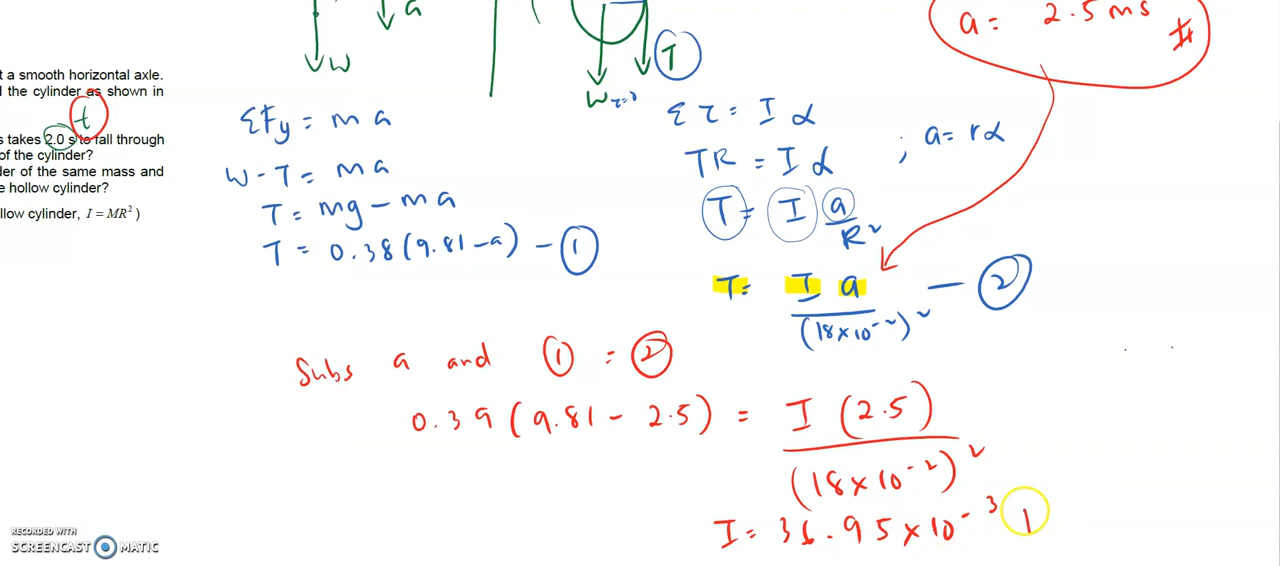 a
W
T
W τ=0
a = 2.5 ms #
t a smooth horizontal axle.
d the cylinder as shown in
t
s takes 2.0 s to fall through
of the cylinder?
der of the same mass and
e hollow cylinder?
llow cylinder, I = MR²)
ΣFy = ma
W - T = ma
T = mg - ma
T = 0.38 (9.81 - a) - ①
Στ = I α
TR = I α ; a = rα
T = I a / R²
T = I a / (18 × 10⁻²)² - ②
Subs a and ① = ②
0.39 (9.81 - 2.5) = I (2.5) / (18 × 10⁻²)²
I = 36.95 × 10⁻³
RECORDED WITH
SCREENCAST MATIC